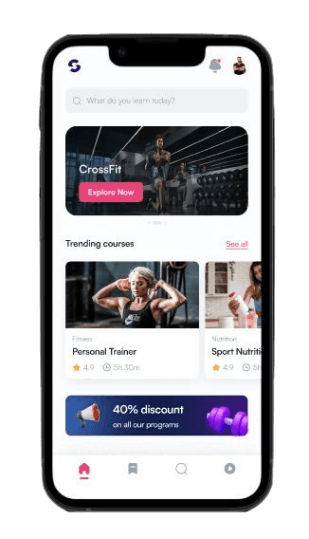 What do you learn today?
CrossFit
Explore Now
Trending courses
See all
Fitness
Personal Trainer
4.9 5h 30m
Nutrition
Sport Nutriti
4.9 5h
40% discount
on all our programs